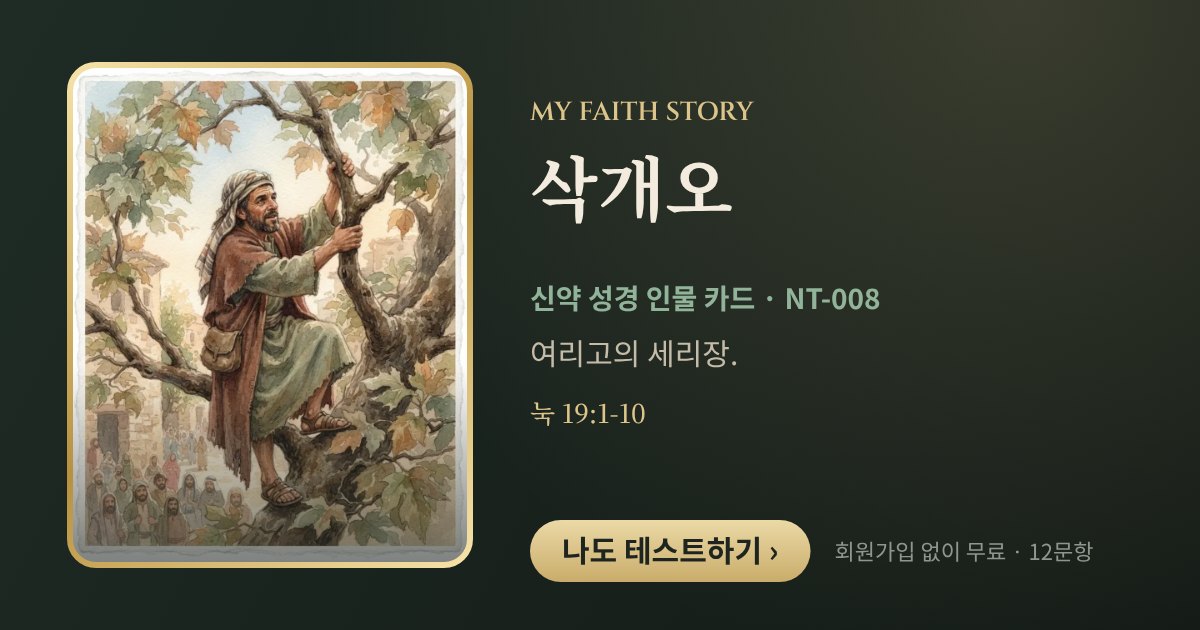 MY FAITH STORY
삭개오
신약 성경 인물 카드 · NT-008
여리고의 세리장.
눅 19:1-10
나도 테스트하기 ›
회원가입 없이 무료 · 12문항